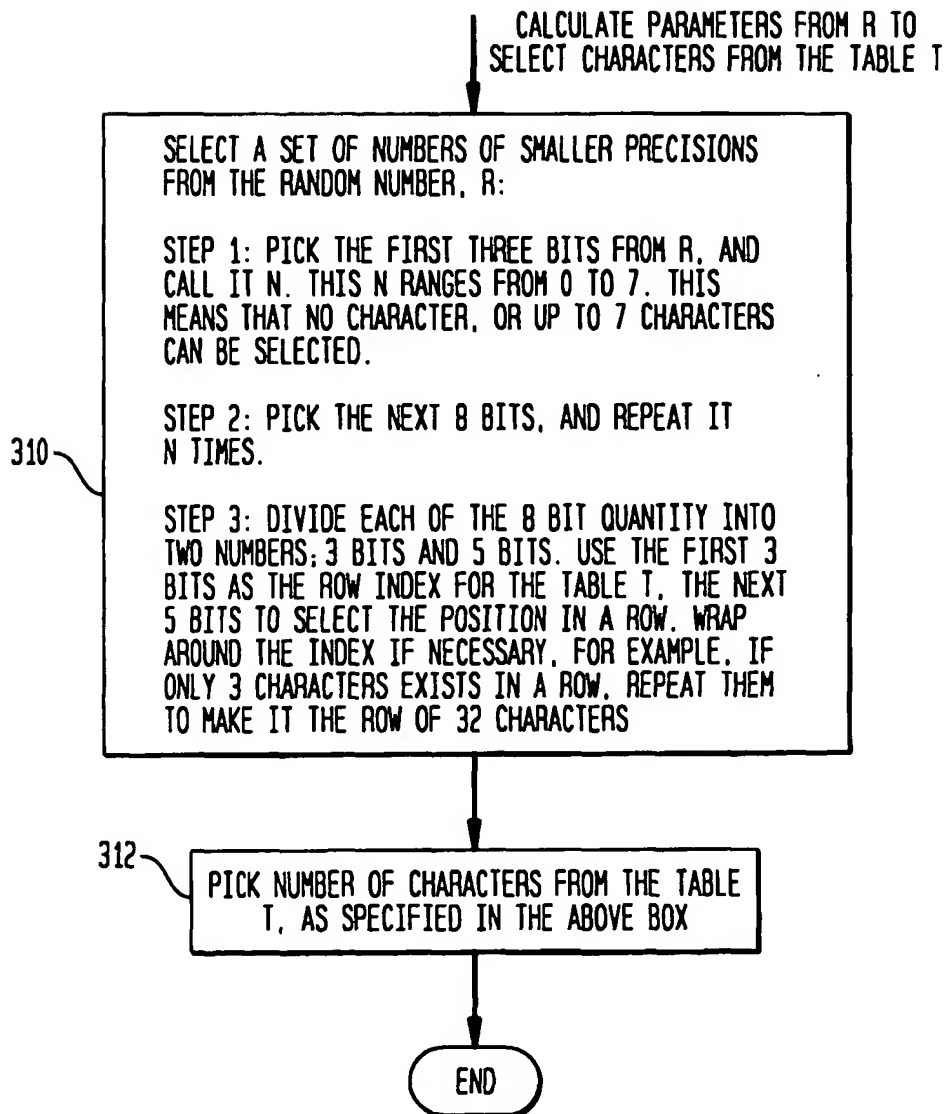 CALCULATE PARAMETERS FROM R TO
SELECT CHARACTERS FROM THE TABLE T
SELECT A SET OF NUMBERS OF SMALLER PRECISIONS
FROM THE RANDOM NUMBER, R:
STEP 1: PICK THE FIRST THREE BITS FROM R, AND
CALL IT N. THIS N RANGES FROM 0 TO 7. THIS
MEANS THAT NO CHARACTER, OR UP TO 7 CHARACTERS
CAN BE SELECTED.
STEP 2: PICK THE NEXT 8 BITS, AND REPEAT IT
N TIMES.
310
STEP 3: DIVIDE EACH OF THE 8 BIT QUANTITY INTO
TWO NUMBERS; 3 BITS AND 5 BITS. USE THE FIRST 3
BITS AS THE ROW INDEX FOR THE TABLE T, THE NEXT
5 BITS TO SELECT THE POSITION IN A ROW. WRAP
AROUND THE INDEX IF NECESSARY, FOR EXAMPLE, IF
ONLY 3 CHARACTERS EXISTS IN A ROW, REPEAT THEM
TO MAKE IT THE ROW OF 32 CHARACTERS
312
PICK NUMBER OF CHARACTERS FROM THE TABLE
T, AS SPECIFIED IN THE ABOVE BOX
END